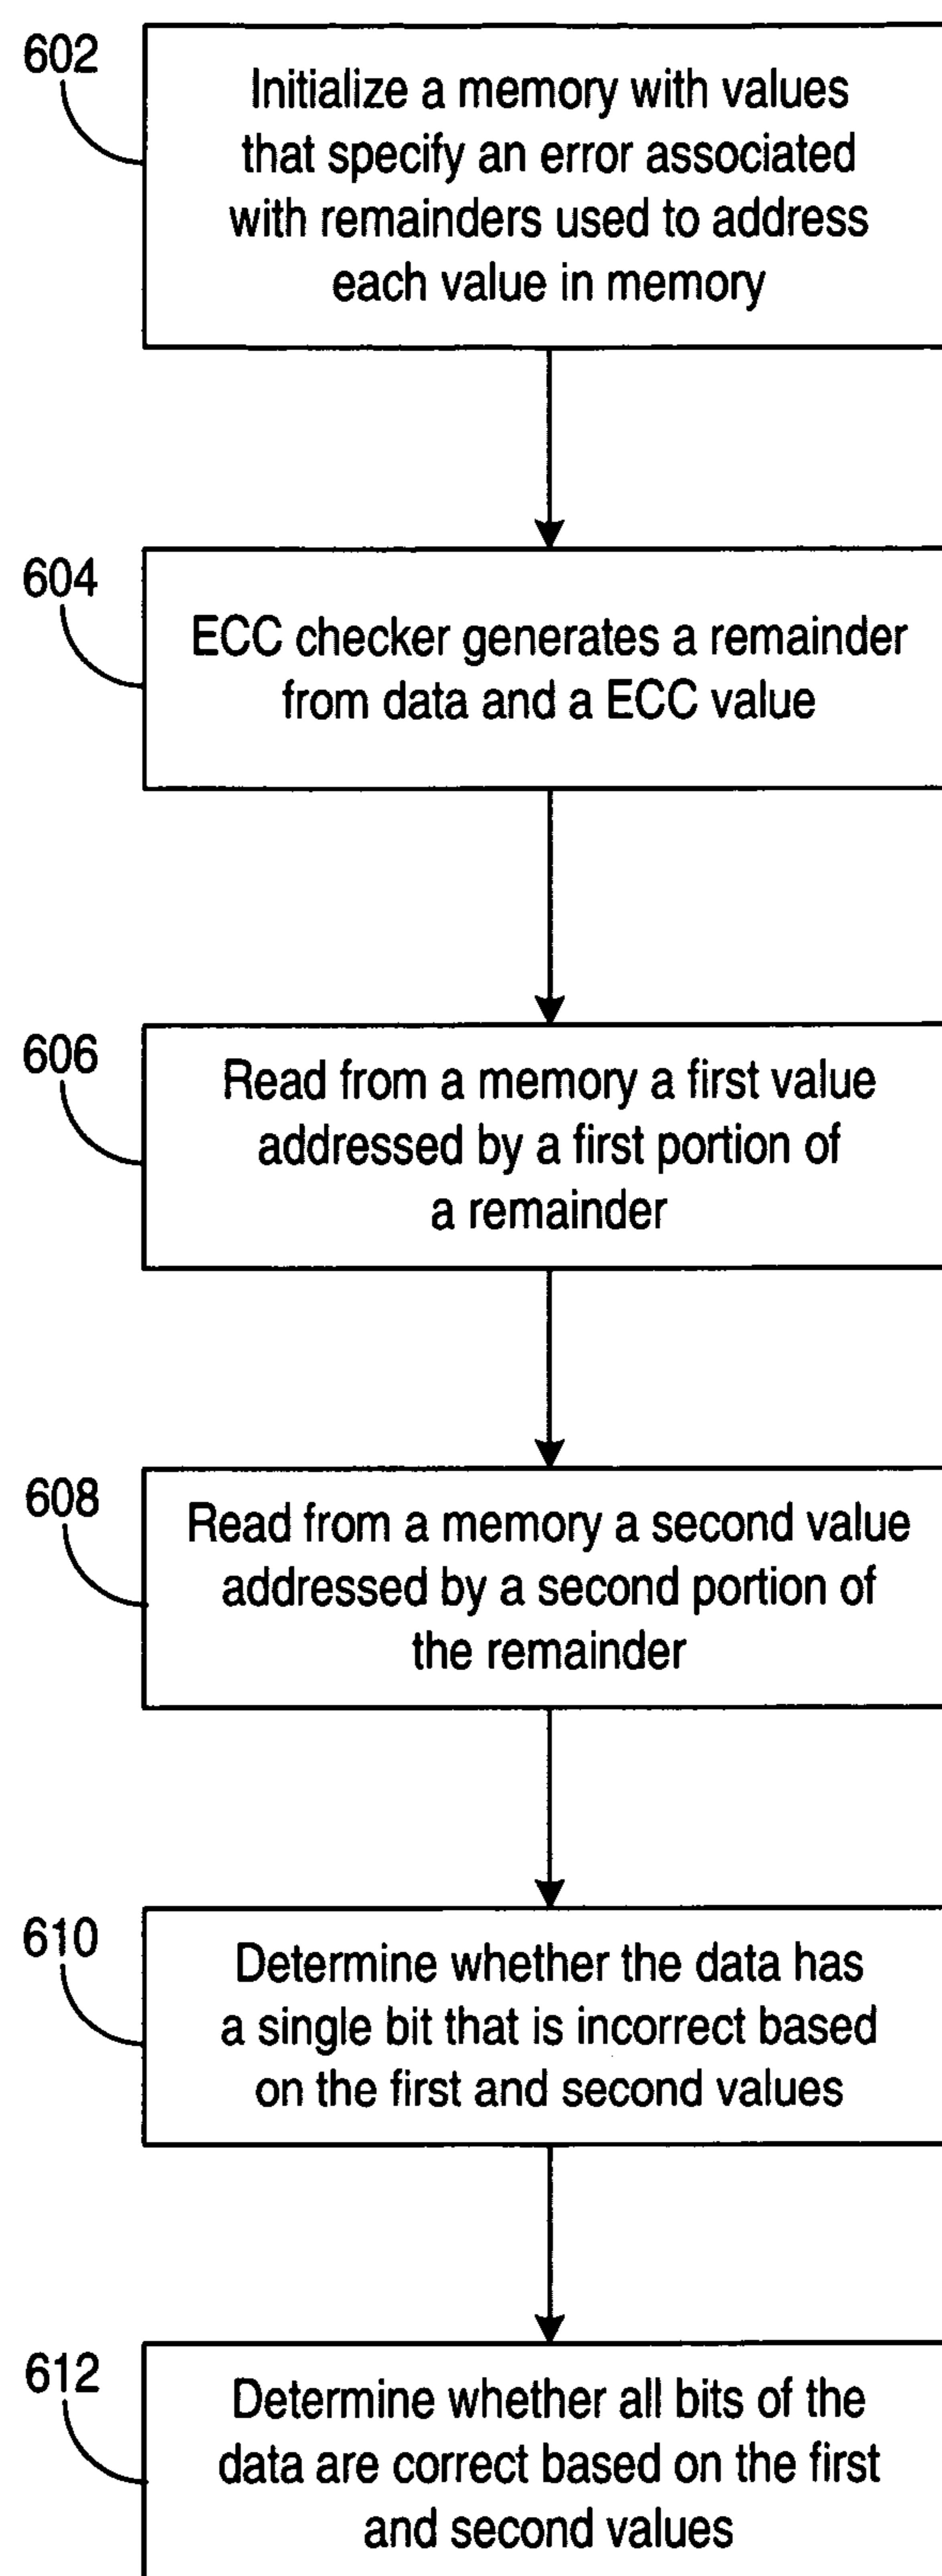 602
Initialize a memory with values
that specify an error associated
with remainders used to address
each value in memory
604
ECC checker generates a remainder
from data and a ECC value
606
Read from a memory a first value
addressed by a first portion of
a remainder
608
Read from a memory a second value
addressed by a second portion of
the remainder
610
Determine whether the data has
a single bit that is incorrect based
on the first and second values
612
Determine whether all bits of the
data are correct based on the first
and second values